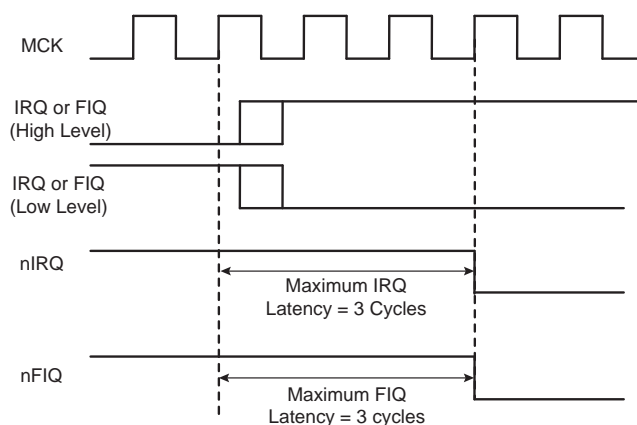 MCK
IRQ or FIQ
(High Level)
IRQ or FIQ
(Low Level)
nIRQ
Maximum IRQ
Latency = 3 Cycles
nFIQ
Maximum FIQ
Latency = 3 cycles